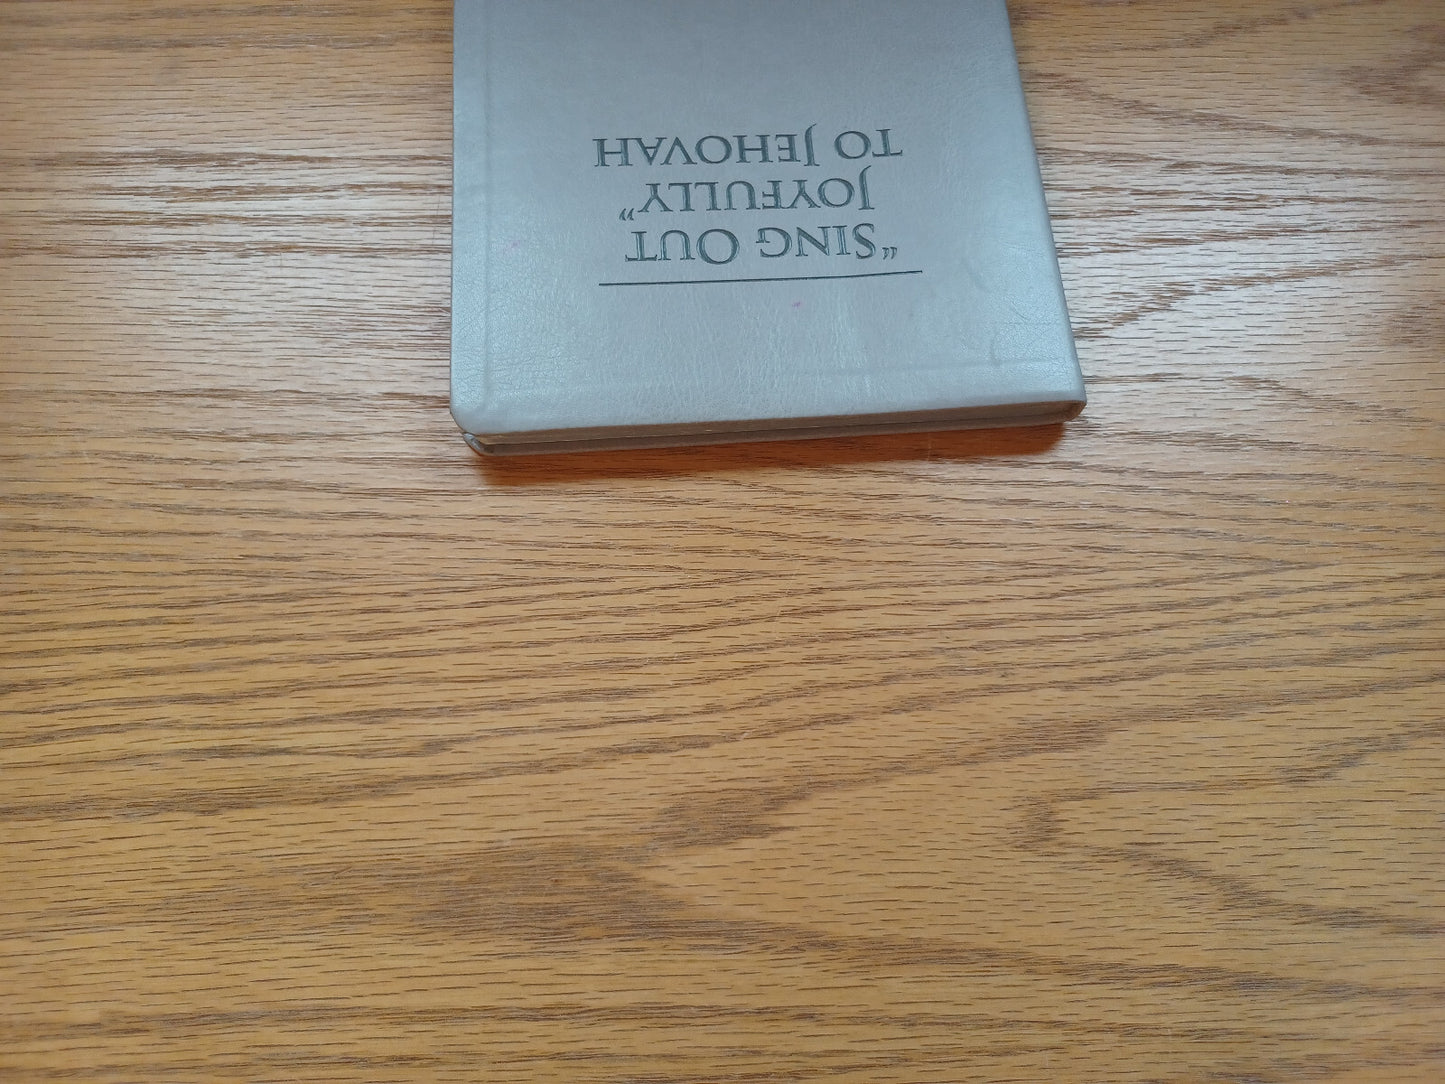 “SING OUT
JOYFULLY”
TO JEHOVAH